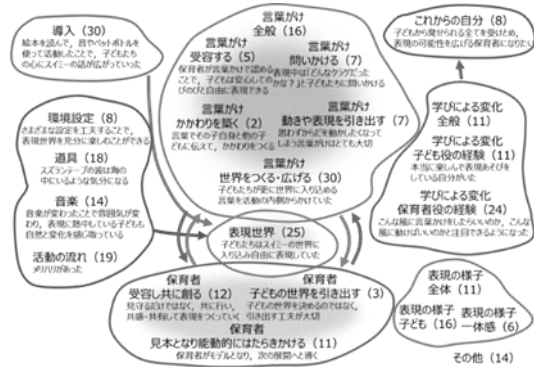 導入 (30)
絵本を読んで、音やペットボトルを
使って活動したことで、子どもたち
の心にスイミーの話が広がっていった
環境設定 (8)
さまざまな設定を工夫することで、
表現世界を充分に楽しむことができる
道具 (18)
スズランテープの波は海の
中にいるような気分になる
音楽 (14)
音楽が変わったことで雰囲気が変
わり、表現に熱中している子どもも
自然と変化を感じ取っている
活動の流れ (19)
メリハリがあった
言葉がけ
全般 (16)
言葉がけ
受容する (5)
保育者が言葉かけで認める
ことで、子どもは安心しての
びのびと自由に表現できる
言葉がけ
問いかける (7)
表現中は「どんなクラゲだった
かな?」と子どもたちに問いかける
言葉がけ
かかわりを築く (2)
言葉でその子自身と他の子
どもに伝えて、かかわりをつくる
言葉がけ
動きや表現を引き出す (7)
思わずからだを動かしたくなって
しまう言葉がけはとても大切
言葉がけ
世界をつくる・広げる (30)
子どもたちが更に世界に入り込める
言葉を活動の内側からかけていた
表現世界 (25)
子どもたちはスイミーの世界に
入り込み自由に表現していた
保育者
受容し共に創る (12)
見守るだけではなく、共に行い、
共感・共有して表現をつくっていく
保育者
子どもの世界を引き出す (3)
子どもの世界を決めるのではなく、
引き出す工夫が大切
保育者
見本となり能動的にはたらきかける (11)
保育者がモデルとなり、次の展開へと導く
これからの自分 (8)
子どもから発せられる全てを受けとめ、
表現の可能性を広げる保育者になりたい
学びによる変化
全般 (11)
学びによる変化
子ども役の経験 (11)
本当に楽しんで表現あそびをし
ている自分がいた
学びによる変化
保育者役の経験 (24)
こんな風に言葉かけをしたらいいのか、こんな
風に動けばいいのかと注目できるようになった
表現の様子
全体 (11)
表現の様子
子ども (16)
表現の様子
一体感 (6)
その他 (14)